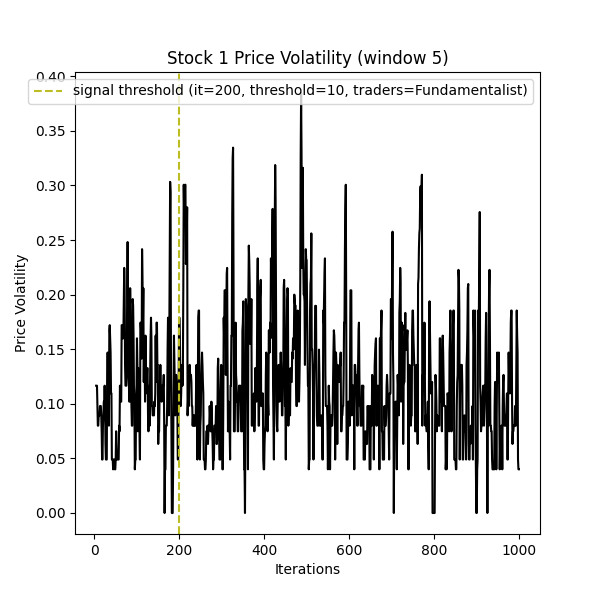 Stock 1 Price Volatility (window 5)
signal threshold (it=200, threshold=10, traders=Fundamentalist)
0.40
0.35
0.30
0.25
0.20
0.15
0.10
0.05
0.00
Price Volatility
0 200 400 600 800 1000
Iterations